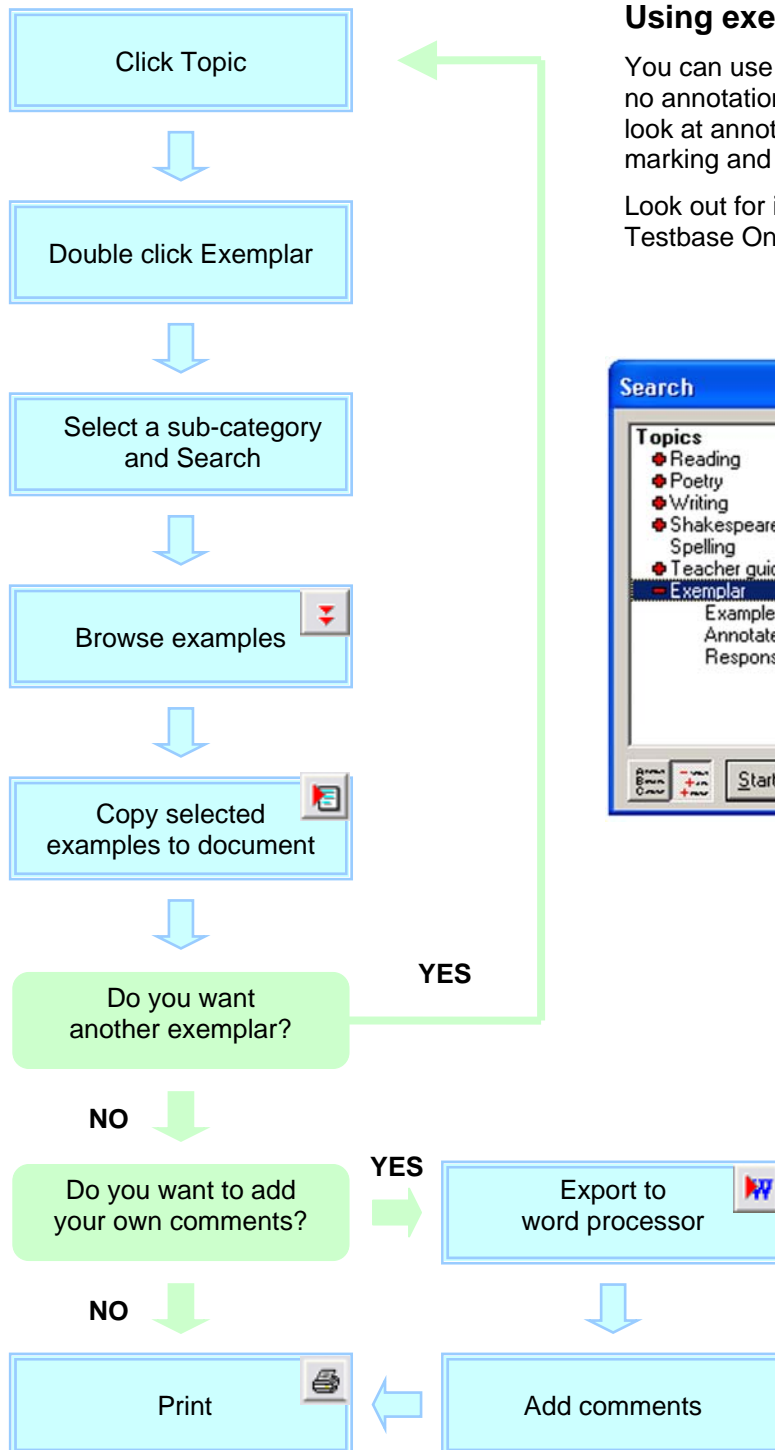 Click Topic
Double click Exemplar
Select a sub-category
and Search
Browse examples
Copy selected
examples to document
Do you want
another exemplar?
YES
NO
Do you want to add
your own comments?
YES
Export to
word processor
NO
Print
Add comments
Using exe
You can use
no annotation
look at annot
marking and
Look out for i
Testbase On
Search
Topics
Reading
Poetry
Writing
Shakespeare
Spelling
Teacher guid
Exemplar
Example
Annotate
Respons
Start